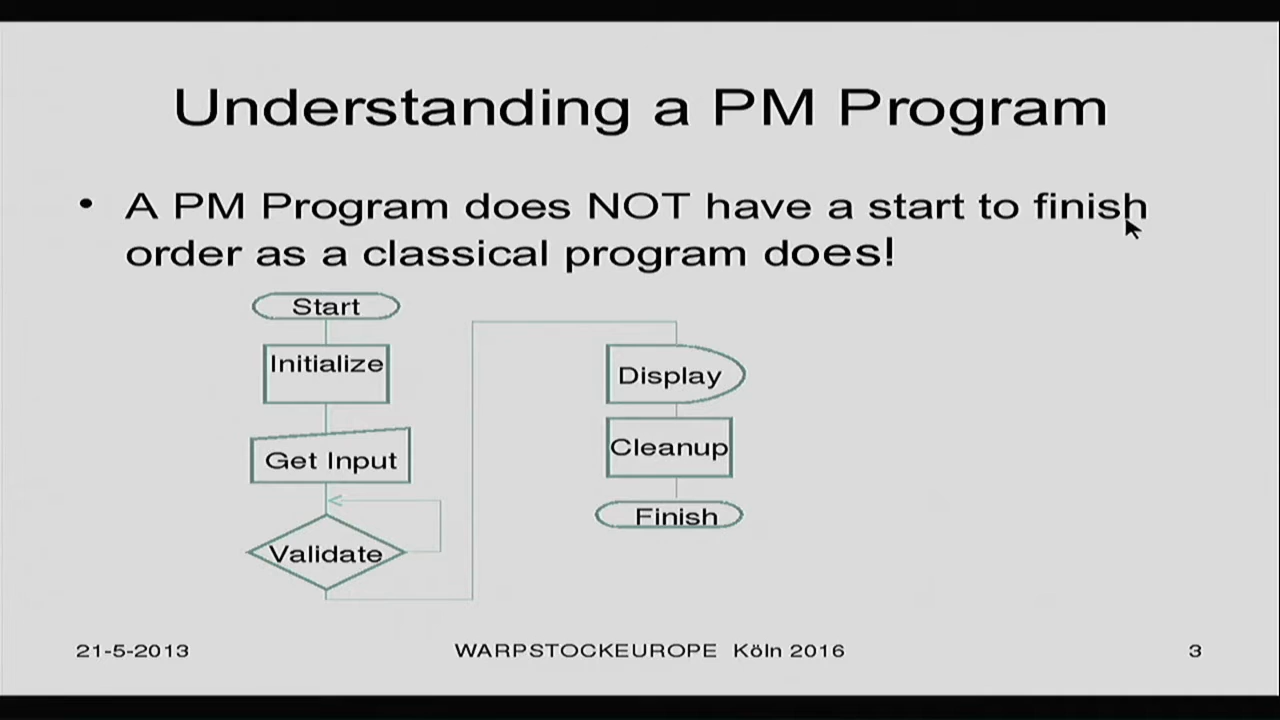 Understanding a PM Program
• A PM Program does NOT have a start to finish
order as a classical program does!
Start
Initialize
Get Input
Validate
Display
Cleanup
Finish
21-5-2013
WARPSTOCKEUROPE Köln 2016
3